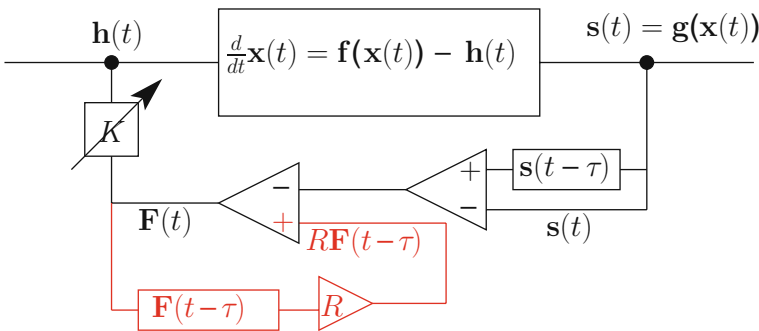 h(t)
s(t) = g(x(t))
d/dt x(t) = f(x(t)) − h(t)
K
+
s(t−τ)
−
−
+
F(t)
RF(t−τ)
s(t)
F(t−τ)
R